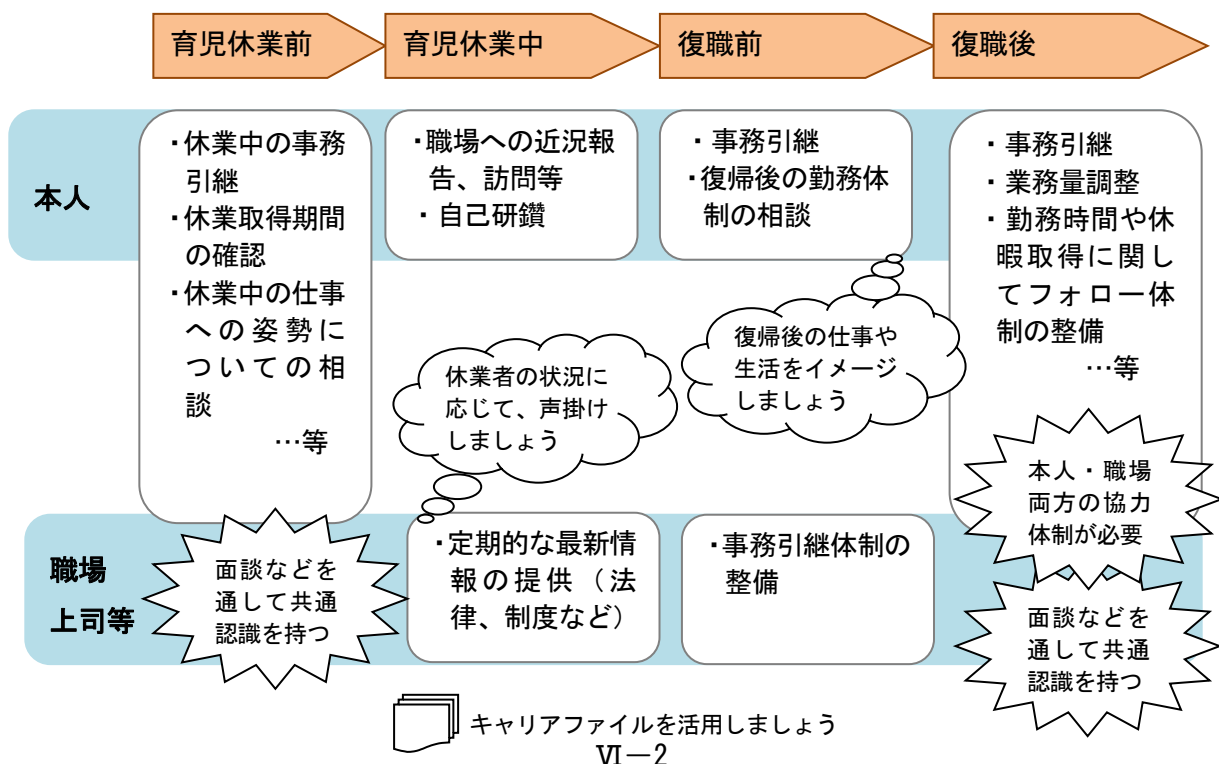 育児休業前
育児休業中
復職前
復職後
本人
・休業中の事務
引継
・休業取得期間
の確認
・休業中の仕事
への姿勢に
ついての相
談
…等
・職場への近況報
告、訪問等
・自己研鑽
・事務引継
・復帰後の勤務体
制の相談
・事務引継
・業務量調整
・勤務時間や休
暇取得に関し
てフォロー体
制の整備
…等
休業者の状況に
応じて、声掛け
しましょう
復帰後の仕事や
生活をイメージ
しましょう
本人・職場
両方の協力
体制が必要
職場
上司等
面談などを
通して共通
認識を持つ
・定期的な最新情
報の提供（法
律、制度など）
・事務引継体制の
整備
面談などを
通して共通
認識を持つ
キャリアファイルを活用しましょう
Ⅵ－2